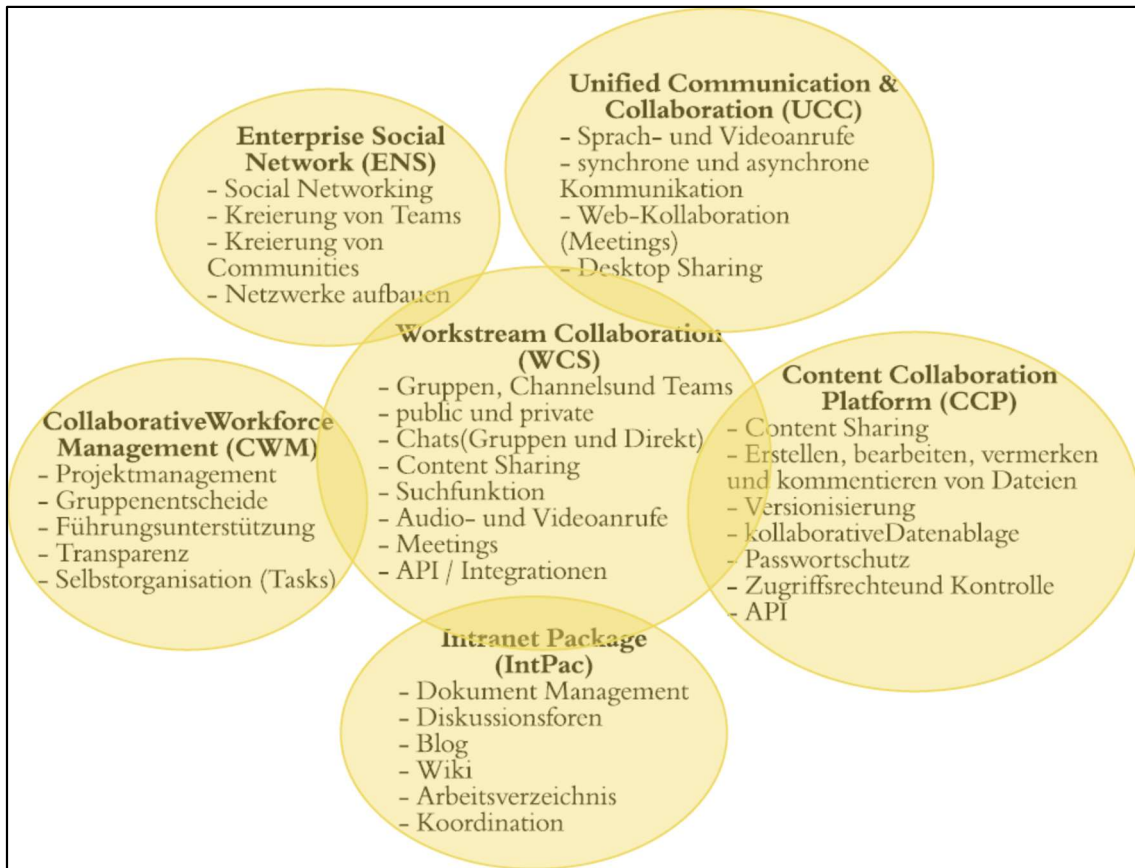 Enterprise Social
Network (ENS)
- Social Networking
- Kreierung von Teams
- Kreierung von
Communities
- Netzwerke aufbauen
Unified Communication &
Collaboration (UCC)
- Sprach- und Videoanrufe
- synchrone und asynchrone
Kommunikation
- Web-Kollaboration
(Meetings)
- Desktop Sharing
CollaborativeWorkforce
Management (CWM)
- Projektmanagement
- Gruppenentscheide
- Führungsunterstützung
- Transparenz
- Selbstorganisation (Tasks)
Workstream Collaboration
(WCS)
- Gruppen, Channelsund Teams
- public und private
- Chats(Gruppen und Direkt)
- Content Sharing
- Suchfunktion
- Audio- und Videoanrufe
- Meetings
- API / Integrationen
Content Collaboration
Platform (CCP)
- Content Sharing
- Erstellen, bearbeiten, vermerken
und kommentieren von Dateien
- Versionisierung
- kollaborativeDatenablage
- Passwortschutz
- Zugriffsrechteund Kontrolle
- API
Intranet Package
(IntPac)
- Dokument Management
- Diskussionsforen
- Blog
- Wiki
- Arbeitsverzeichnis
- Koordination